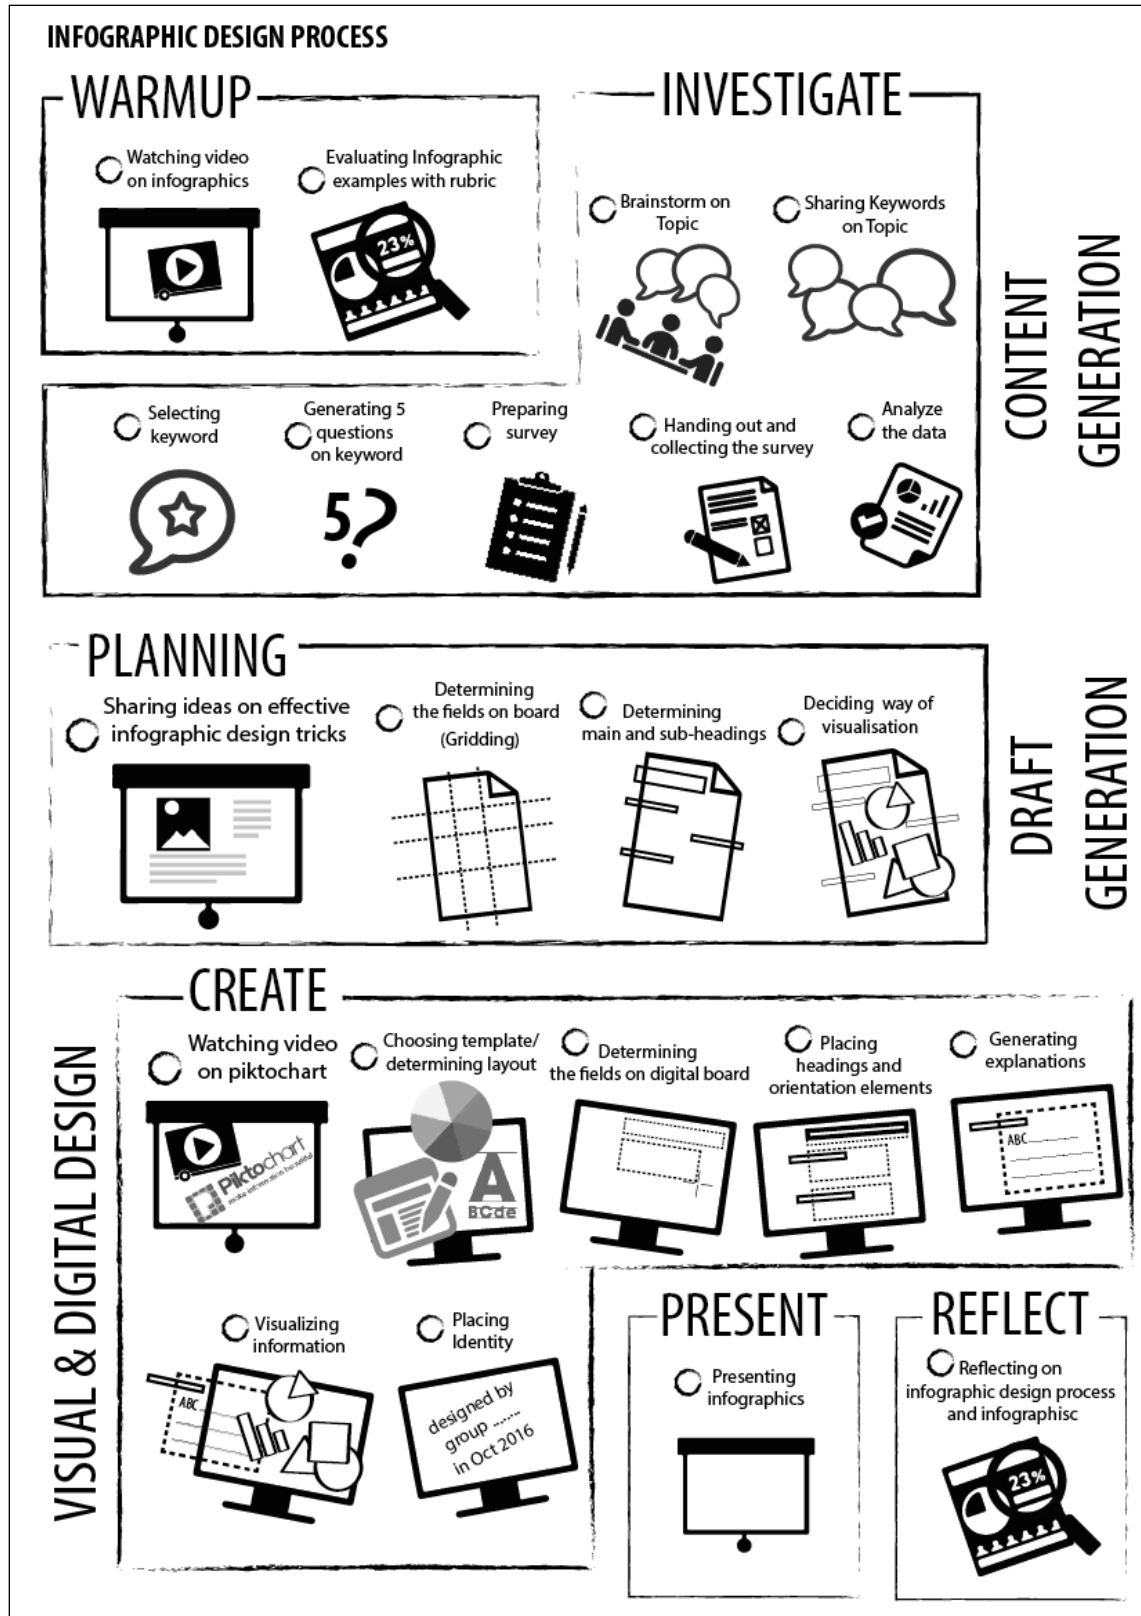 INFOGRAPHIC DESIGN PROCESS
WARMUP
Watching video
on infographics
Evaluating Infographic
examples with rubric
23%
INVESTIGATE
Brainstorm on
Topic
Sharing Keywords
on Topic
Selecting
keyword
Generating 5
questions
on keyword
5?
Preparing
survey
Handing out and
collecting the survey
Analyze
the data
CONTENT
GENERATION
PLANNING
Sharing ideas on effective
infographic design tricks
Determining
the fields on board
(Gridding)
Determining
main and sub-headings
Deciding way of
visualisation
DRAFT
GENERATION
CREATE
Watching video
on piktochart
Piktochart
make information beautiful
Choosing template/
determining layout
A
BCde
Determining
the fields on digital board
Placing
headings and
orientation elements
Generating
explanations
ABC
Visualizing
information
ABC
Placing
Identity
designed by
group ........
in Oct 2016
VISUAL & DIGITAL DESIGN
PRESENT
Presenting
infographics
REFLECT
Reflecting on
infographic design process
and infographisc
23%